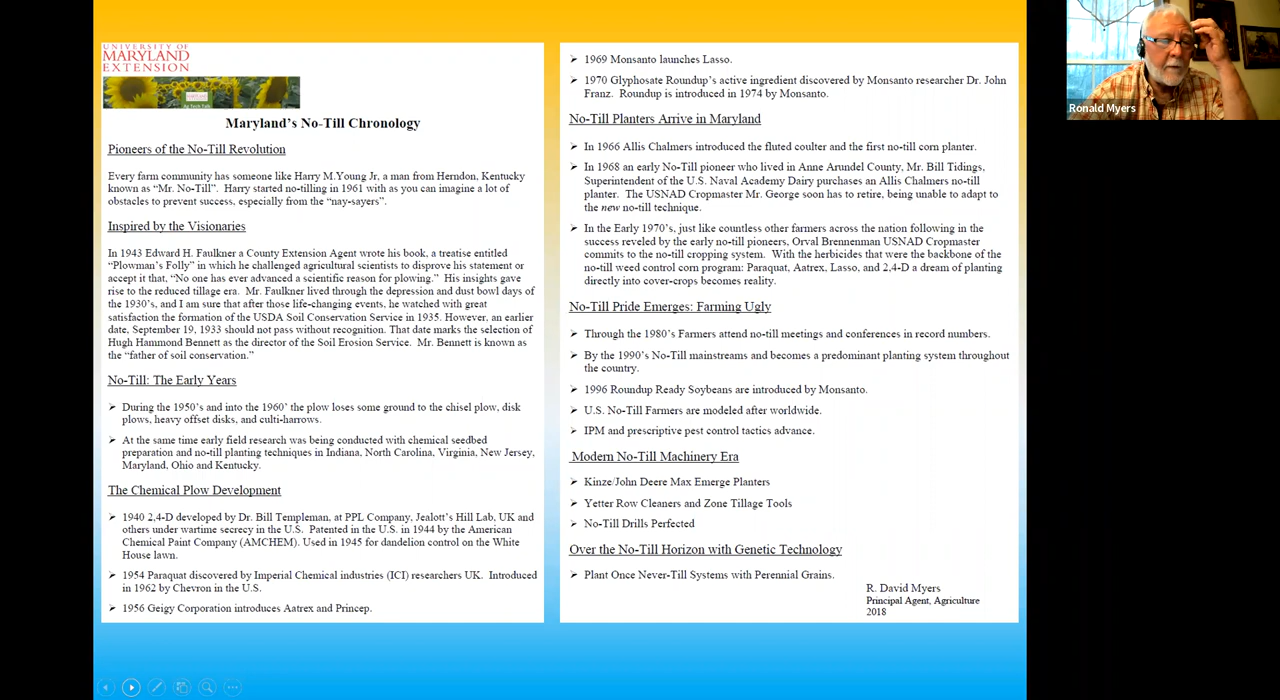 UNIVERSITY OF
MARYLAND
EXTENSION
MARYLAND
Ag Tech Talk
Maryland's No-Till Chronology
Pioneers of the No-Till Revolution
Every farm community has someone like Harry M.Young Jr, a man from Herndon, Kentucky
known as “Mr. No-Till”. Harry started no-tilling in 1961 with as you can imagine a lot of
obstacles to prevent success, especially from the “nay-sayers”.
Inspired by the Visionaries
In 1943 Edward H. Faulkner a County Extension Agent wrote his book, a treatise entitled
“Plowman's Folly” in which he challenged agricultural scientists to disprove his statement or
accept it that, “No one has ever advanced a scientific reason for plowing.” His insights gave
rise to the reduced tillage era. Mr. Faulkner lived through the depression and dust bowl days of
the 1930's, and I am sure that after those life-changing events, he watched with great
satisfaction the formation of the USDA Soil Conservation Service in 1935. However, an earlier
date, September 19, 1933 should not pass without recognition. That date marks the selection of
Hugh Hammond Bennett as the director of the Soil Erosion Service. Mr. Bennett is known as
the “father of soil conservation.”
No-Till: The Early Years
➢ During the 1950's and into the 1960' the plow loses some ground to the chisel plow, disk
plows, heavy offset disks, and culti-harrows.
➢ At the same time early field research was being conducted with chemical seedbed
preparation and no-till planting techniques in Indiana, North Carolina, Virginia, New Jersey,
Maryland, Ohio and Kentucky.
The Chemical Plow Development
➢ 1940 2,4-D developed by Dr. Bill Templeman, at PPL Company, Jealott's Hill Lab, UK and
others under wartime secrecy in the U.S. Patented in the U.S. in 1944 by the American
Chemical Paint Company (AMCHEM). Used in 1945 for dandelion control on the White
House lawn.
➢ 1954 Paraquat discovered by Imperial Chemical industries (ICI) researchers UK. Introduced
in 1962 by Chevron in the U.S.
➢ 1956 Geigy Corporation introduces Aatrex and Princep.
➢ 1969 Monsanto launches Lasso.
➢ 1970 Glyphosate Roundup's active ingredient discovered by Monsanto researcher Dr. John
Franz. Roundup is introduced in 1974 by Monsanto.
No-Till Planters Arrive in Maryland
➢ In 1966 Allis Chalmers introduced the fluted coulter and the first no-till corn planter.
➢ In 1968 an early No-Till pioneer who lived in Anne Arundel County, Mr. Bill Tidings,
Superintendent of the U.S. Naval Academy Dairy purchases an Allis Chalmers no-till
planter. The USNAD Cropmaster Mr. George soon has to retire, being unable to adapt to
the new no-till technique.
➢ In the Early 1970's, just like countless other farmers across the nation following in the
success reveled by the early no-till pioneers, Orval Brennenman USNAD Cropmaster
commits to the no-till cropping system. With the herbicides that were the backbone of the
no-till weed control corn program: Paraquat, Aatrex, Lasso, and 2,4-D a dream of planting
directly into cover-crops becomes reality.
No-Till Pride Emerges: Farming Ugly
➢ Through the 1980's Farmers attend no-till meetings and conferences in record numbers.
➢ By the 1990's No-Till mainstreams and becomes a predominant planting system throughout
the country.
➢ 1996 Roundup Ready Soybeans are introduced by Monsanto.
➢ U.S. No-Till Farmers are modeled after worldwide.
➢ IPM and prescriptive pest control tactics advance.
Modern No-Till Machinery Era
➢ Kinze/John Deere Max Emerge Planters
➢ Yetter Row Cleaners and Zone Tillage Tools
➢ No-Till Drills Perfected
Over the No-Till Horizon with Genetic Technology
➢ Plant Once Never-Till Systems with Perennial Grains.
R. David Myers
Principal Agent, Agriculture
2018
Ronald Myers